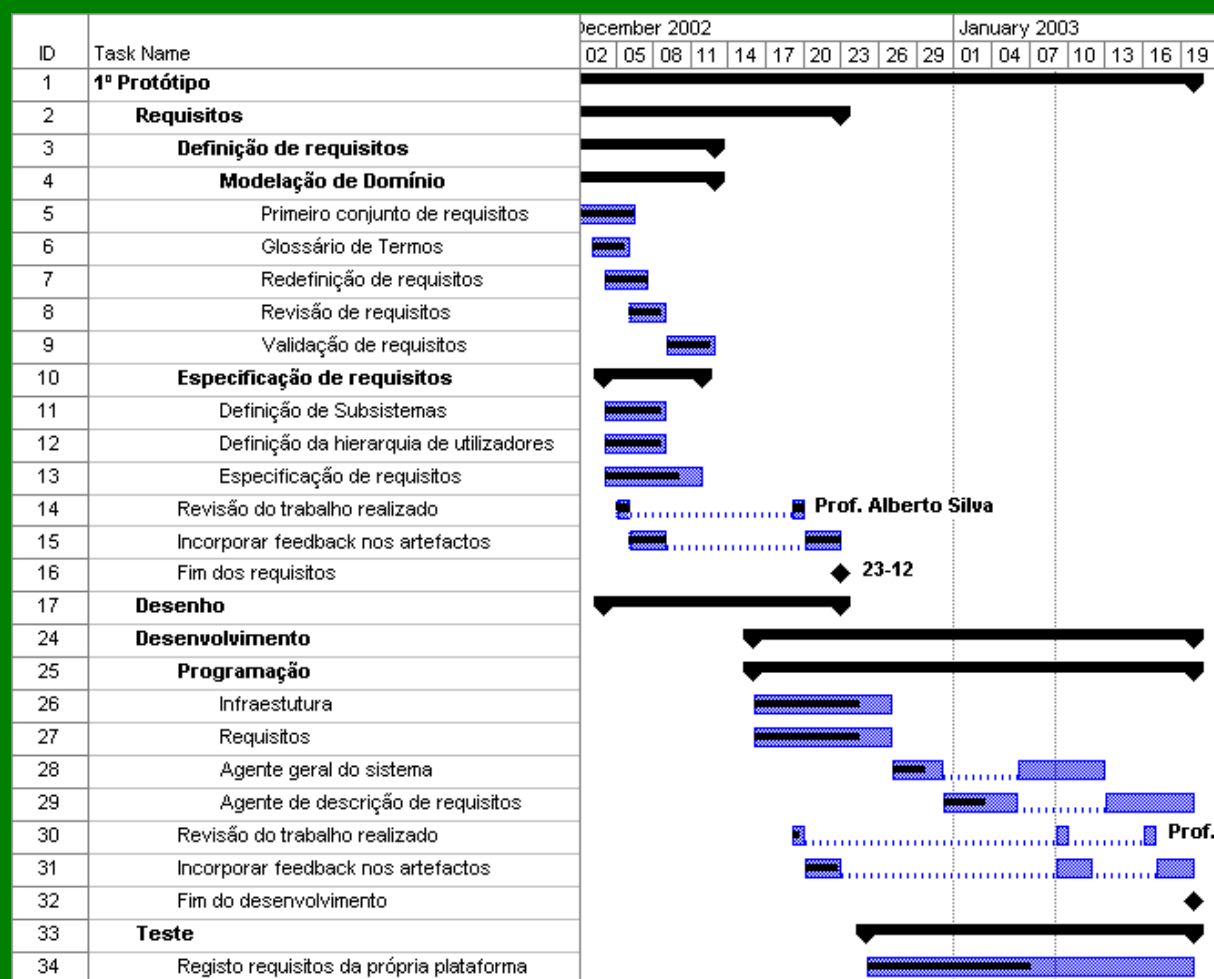 December 2002 January 2003
ID Task Name 02 05 08 11 14 17 20 23 26 29 01 04 07 10 13 16 19
1 1º Protótipo
2 Requisitos
3 Definição de requisitos
4 Modelação de Domínio
5 Primeiro conjunto de requisitos
6 Glossário de Termos
7 Redefinição de requisitos
8 Revisão de requisitos
9 Validação de requisitos
10 Especificação de requisitos
11 Definição de Subsistemas
12 Definição da hierarquia de utilizadores
13 Especificação de requisitos
14 Revisão do trabalho realizado Prof. Alberto Silva
15 Incorporar feedback nos artefactos
16 Fim dos requisitos 23-12
17 Desenho
24 Desenvolvimento
25 Programação
26 Infraestutura
27 Requisitos
28 Agente geral do sistema
29 Agente de descrição de requisitos
30 Revisão do trabalho realizado Prof.
31 Incorporar feedback nos artefactos
32 Fim do desenvolvimento
33 Teste
34 Registo requisitos da própria plataforma